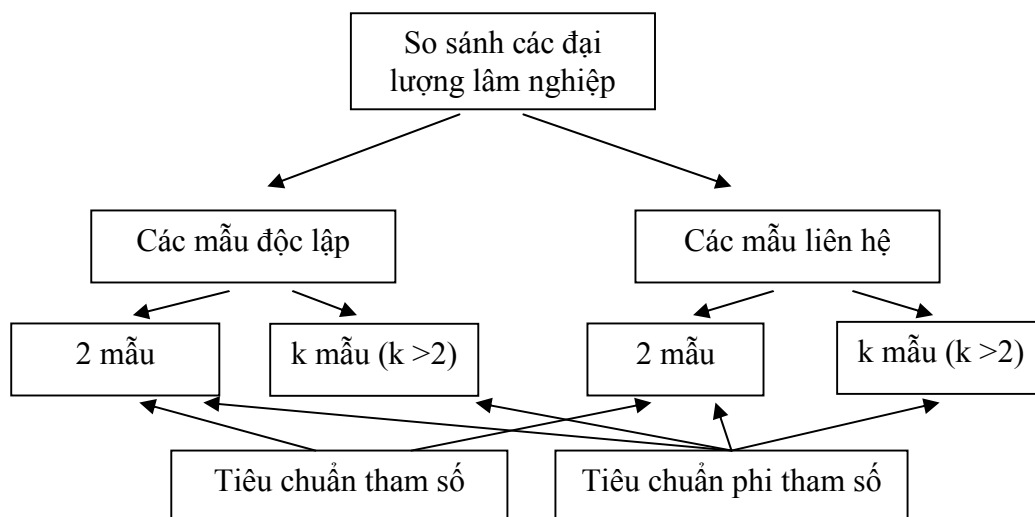 So sánh các đại
lượng lâm nghiệp
Các mẫu độc lập
Các mẫu liên hệ
2 mẫu
k mẫu (k >2)
2 mẫu
k mẫu (k >2)
Tiêu chuẩn tham số
Tiêu chuẩn phi tham số